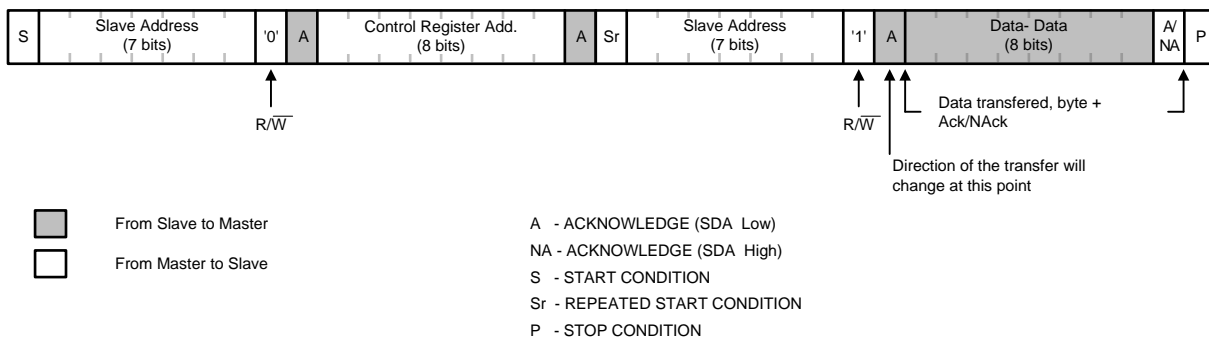 S Slave Address (7 bits) '0' A Control Register Add. (8 bits) A Sr Slave Address (7 bits) '1' A Data- Data (8 bits) A/ NA P
R/W R/W
Data transfered, byte + Ack/NAck
Direction of the transfer will change at this point
From Slave to Master
From Master to Slave
A - ACKNOWLEDGE (SDA Low)
NA - ACKNOWLEDGE (SDA High)
S - START CONDITION
Sr - REPEATED START CONDITION
P - STOP CONDITION